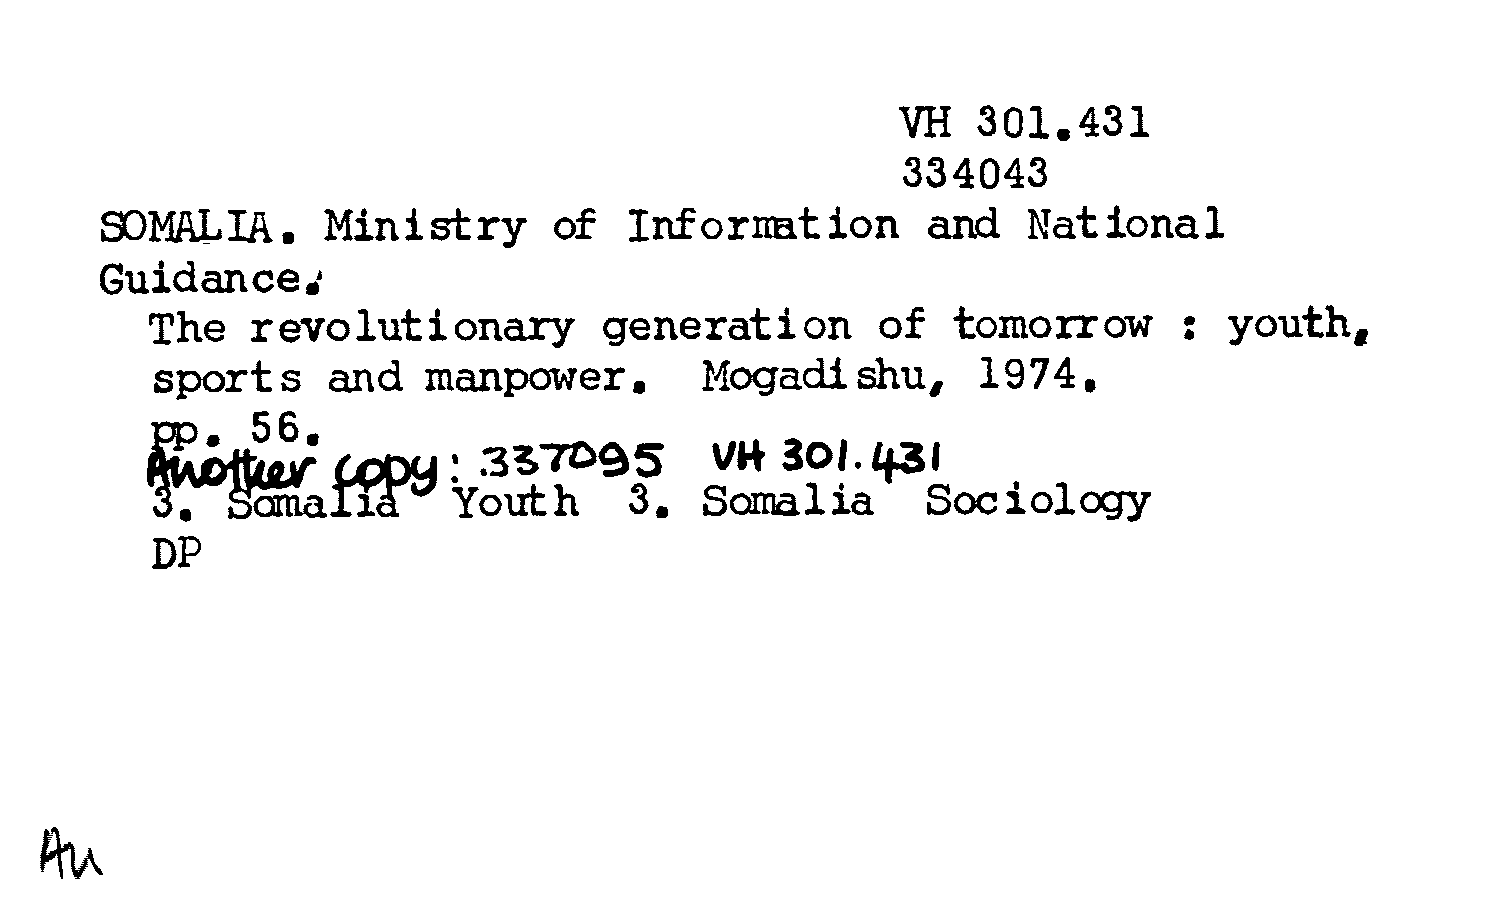 VH 301.431
334043
SOMALIA. Ministry of Information and National
Guidance.
The revolutionary generation of tomorrow : youth,
sports and manpower. Mogadishu, 1974.
pp. 56.
Another copy: 337095 VH 301.431
3. Somalia Youth 3. Somalia Sociology
DP
Au